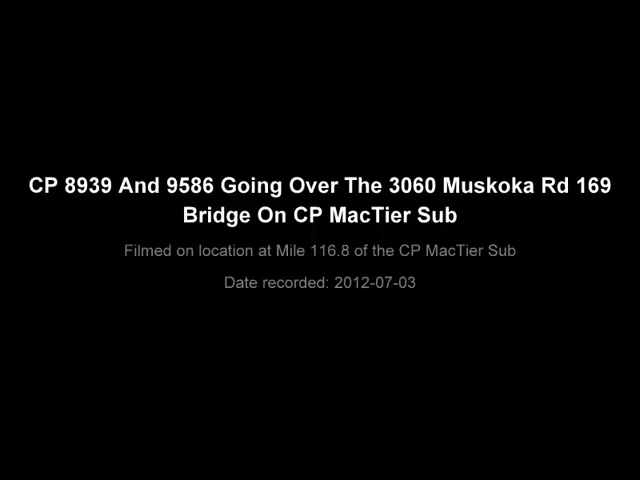 CP 8939 And 9586 Going Over The 3060 Muskoka Rd 169
Bridge On CP MacTier Sub
Filmed on location at Mile 116.8 of the CP MacTier Sub
Date recorded: 2012-07-03